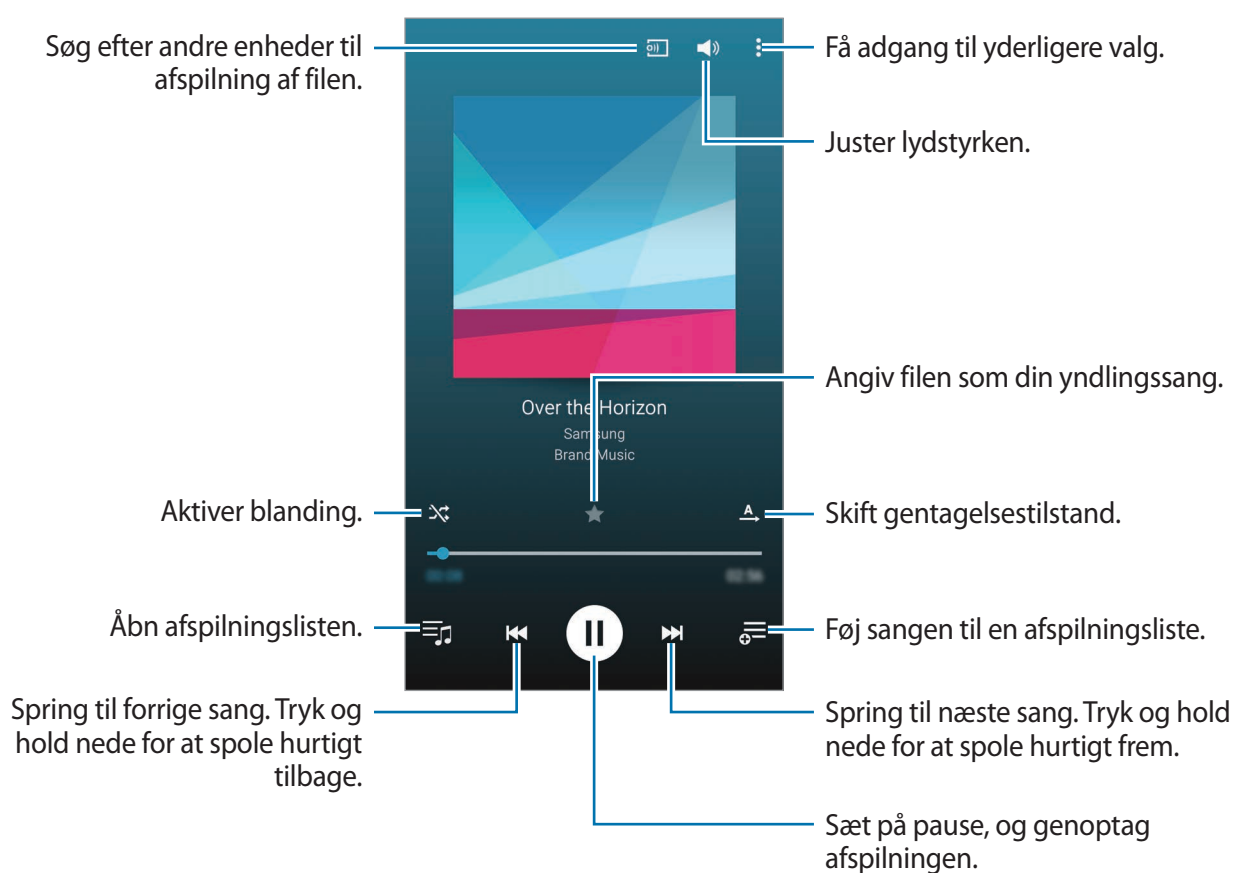 Søg efter andre enheder til
afspilning af filen.
Få adgang til yderligere valg.
Juster lydstyrken.
Angiv filen som din yndlingssang.
Over the Horizon
Samsung
Brand Music
Aktiver blanding.
A
Skift gentagelsestilstand.
Åbn afspilningslisten.
Føj sangen til en afspilningsliste.
Spring til forrige sang. Tryk og
hold nede for at spole hurtigt
tilbage.
Spring til næste sang. Tryk og hold
nede for at spole hurtigt frem.
Sæt på pause, og genoptag
afspilningen.